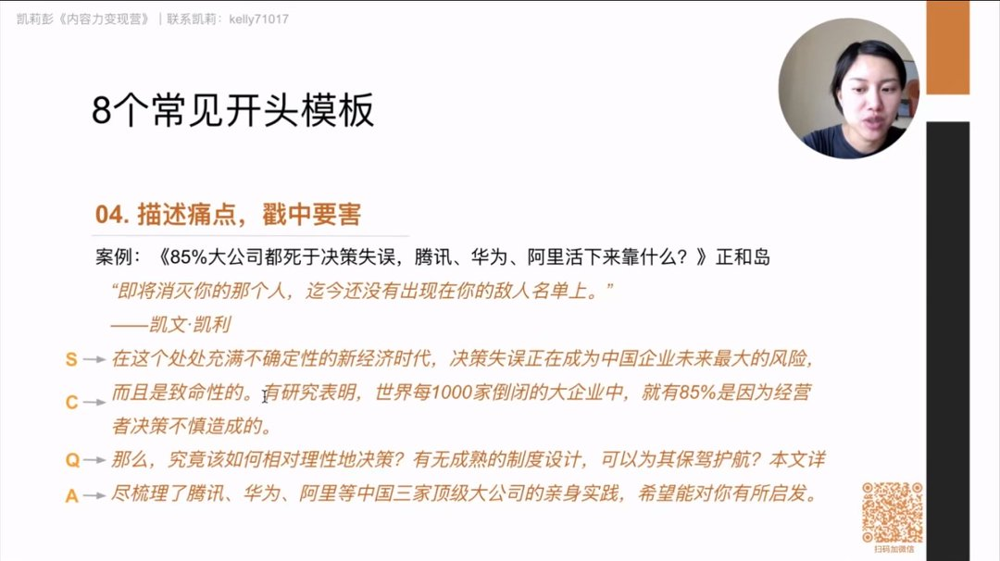 凯莉彭《内容力变现营》｜联系凯莉：kelly71017
8个常见开头模板
04. 描述痛点，戳中要害
案例：《85%大公司都死于决策失误，腾讯、华为、阿里活下来靠什么？》正和岛
“即将消灭你的那个人，迄今还没有出现在你的敌人名单上。”
——凯文·凯利
S 在这个处处充满不确定性的新经济时代，决策失误正在成为中国企业未来最大的风险，
C 而且是致命性的。有研究表明，世界每1000家倒闭的大企业中，就有85%是因为经营
者决策不慎造成的。
Q 那么，究竟该如何相对理性地决策？有无成熟的制度设计，可以为其保驾护航？本文详
A 尽梳理了腾讯、华为、阿里等中国三家顶级大公司的亲身实践，希望能对你有所启发。
扫码加微信